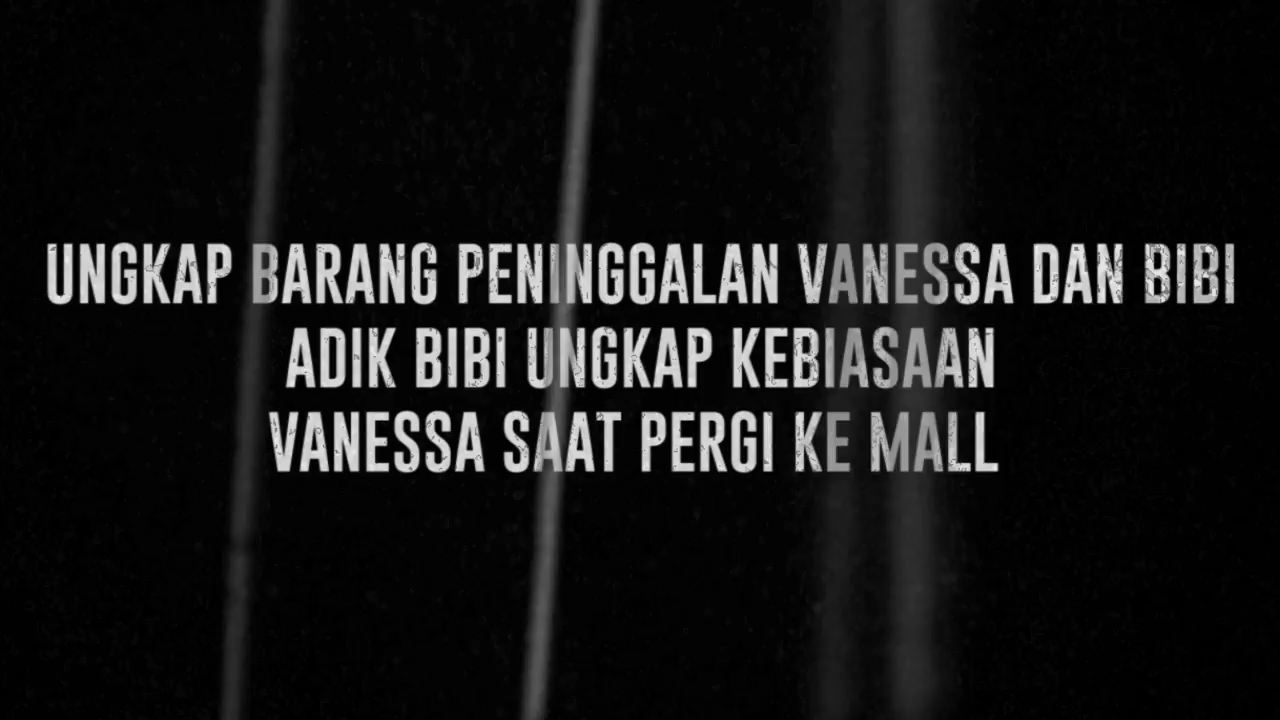 UNGKAP BARANG PENINGGALAN VANESSA DAN BIBI
ADIK BIBI UNGKAP KEBIASAAN
VANESSA SAAT PERGI KE MALL